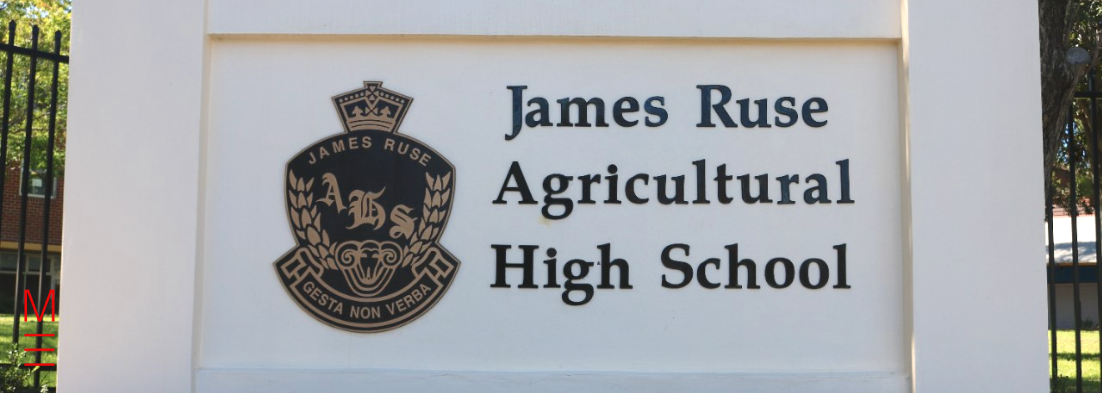 JAMES RUSE
AHS
GESTA NON VERBA
James Ruse
Agricultural
High School
M